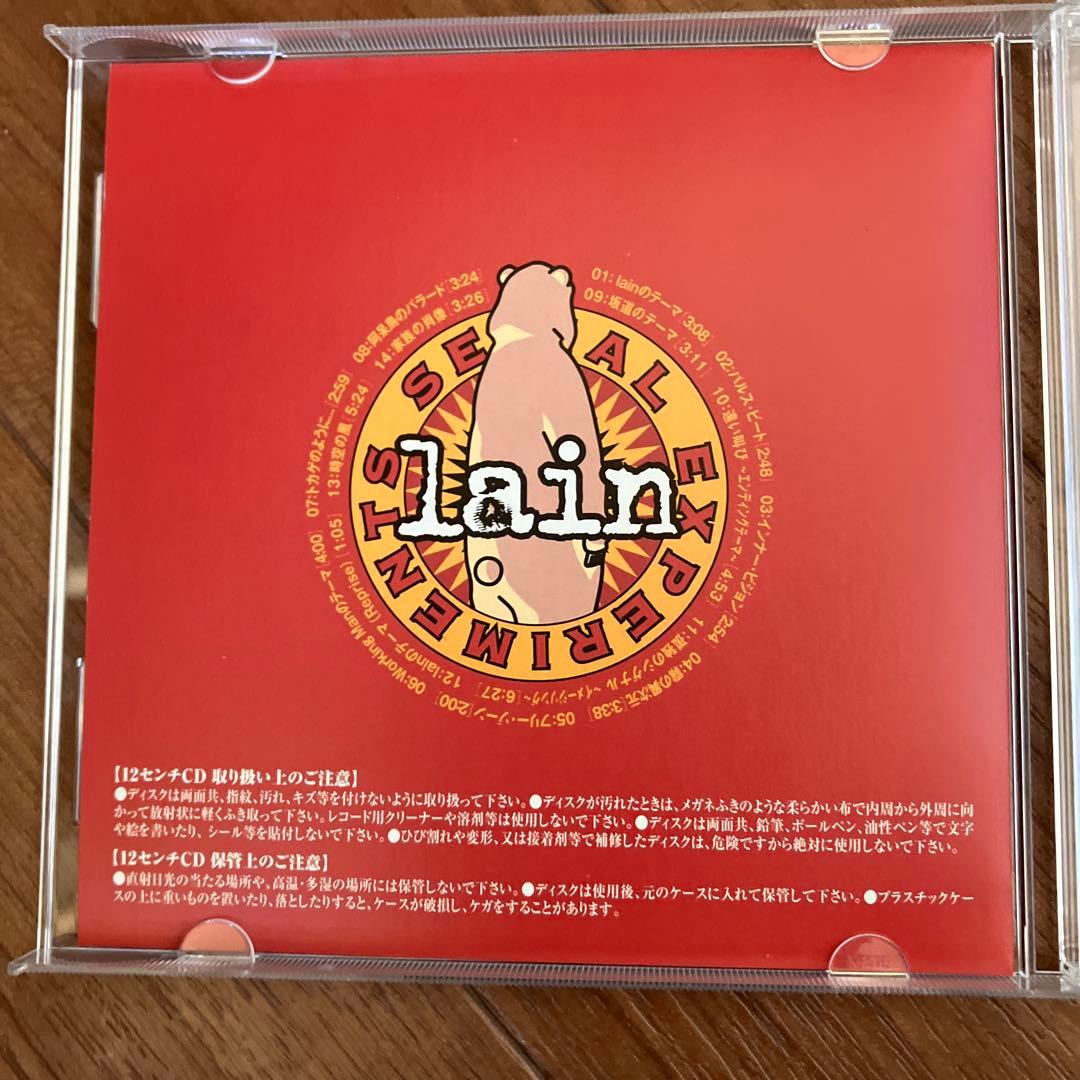 01: lainのテーマ [3:08]
02:パルス・ビート [2:48]
03:インナー・ビジョン [2:54]
04:霧の異次元 [3:38]
05:フリー・ゾーン [2:00]
06:Working Manのテーマ [4:00]
07:トカゲのように… [2:59]
08:阿呆鳥のバラード [3:24]
09:坂道のテーマ [3:11]
10:遠い叫び ~エンディングテーマ~ [4:53]
11:孤独のシグナル ~イメージソング~ [6:27]
12:lainのテーマ (Reprise) [1:05]
13:時空の風 [5:24]
14:家族の肖像 [3:26]
SE AL EXPERIMENTS
lain
【12センチCD 取り扱い上のご注意】
●ディスクは両面共、指紋、汚れ、キズ等を付けないように取り扱って下さい。●ディスクが汚れたときは、メガネふきのような柔らかい布で内周から外周に向
かって放射状に軽くふき取って下さい。レコード用クリーナーや溶剤等は使用しないで下さい。●ディスクは両面共、鉛筆、ボールペン、油性ペン等で文字
や絵を書いたり、シール等を貼付しないで下さい。●ひび割れや変形、又は接着剤等で補修したディスクは、危険ですから絶対に使用しないで下さい。
【12センチCD 保管上のご注意】
●直射日光の当たる場所や、高温・多湿の場所には保管しないで下さい。●ディスクは使用後、元のケースに入れて保管して下さい。●プラスチックケー
スの上に重いものを置いたり、落としたりすると、ケースが破損し、ケガをすることがあります。